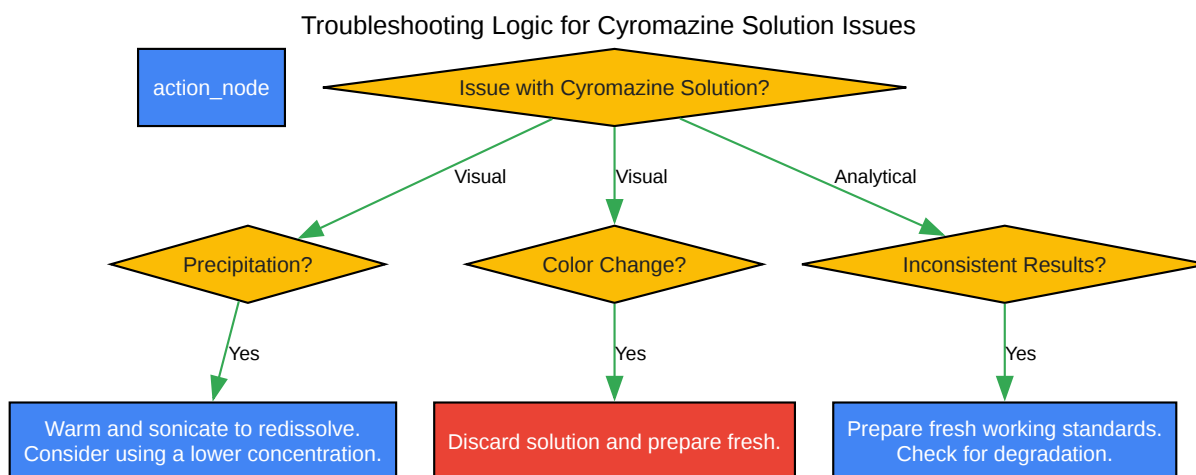 Troubleshooting Logic for Cyromazine Solution Issues
action_node
Issue with Cyromazine Solution?
Visual
Visual
Analytical
Precipitation?
Color Change?
Inconsistent Results?
Yes
Yes
Yes
Warm and sonicate to redissolve.
Consider using a lower concentration.
Discard solution and prepare fresh.
Prepare fresh working standards.
Check for degradation.